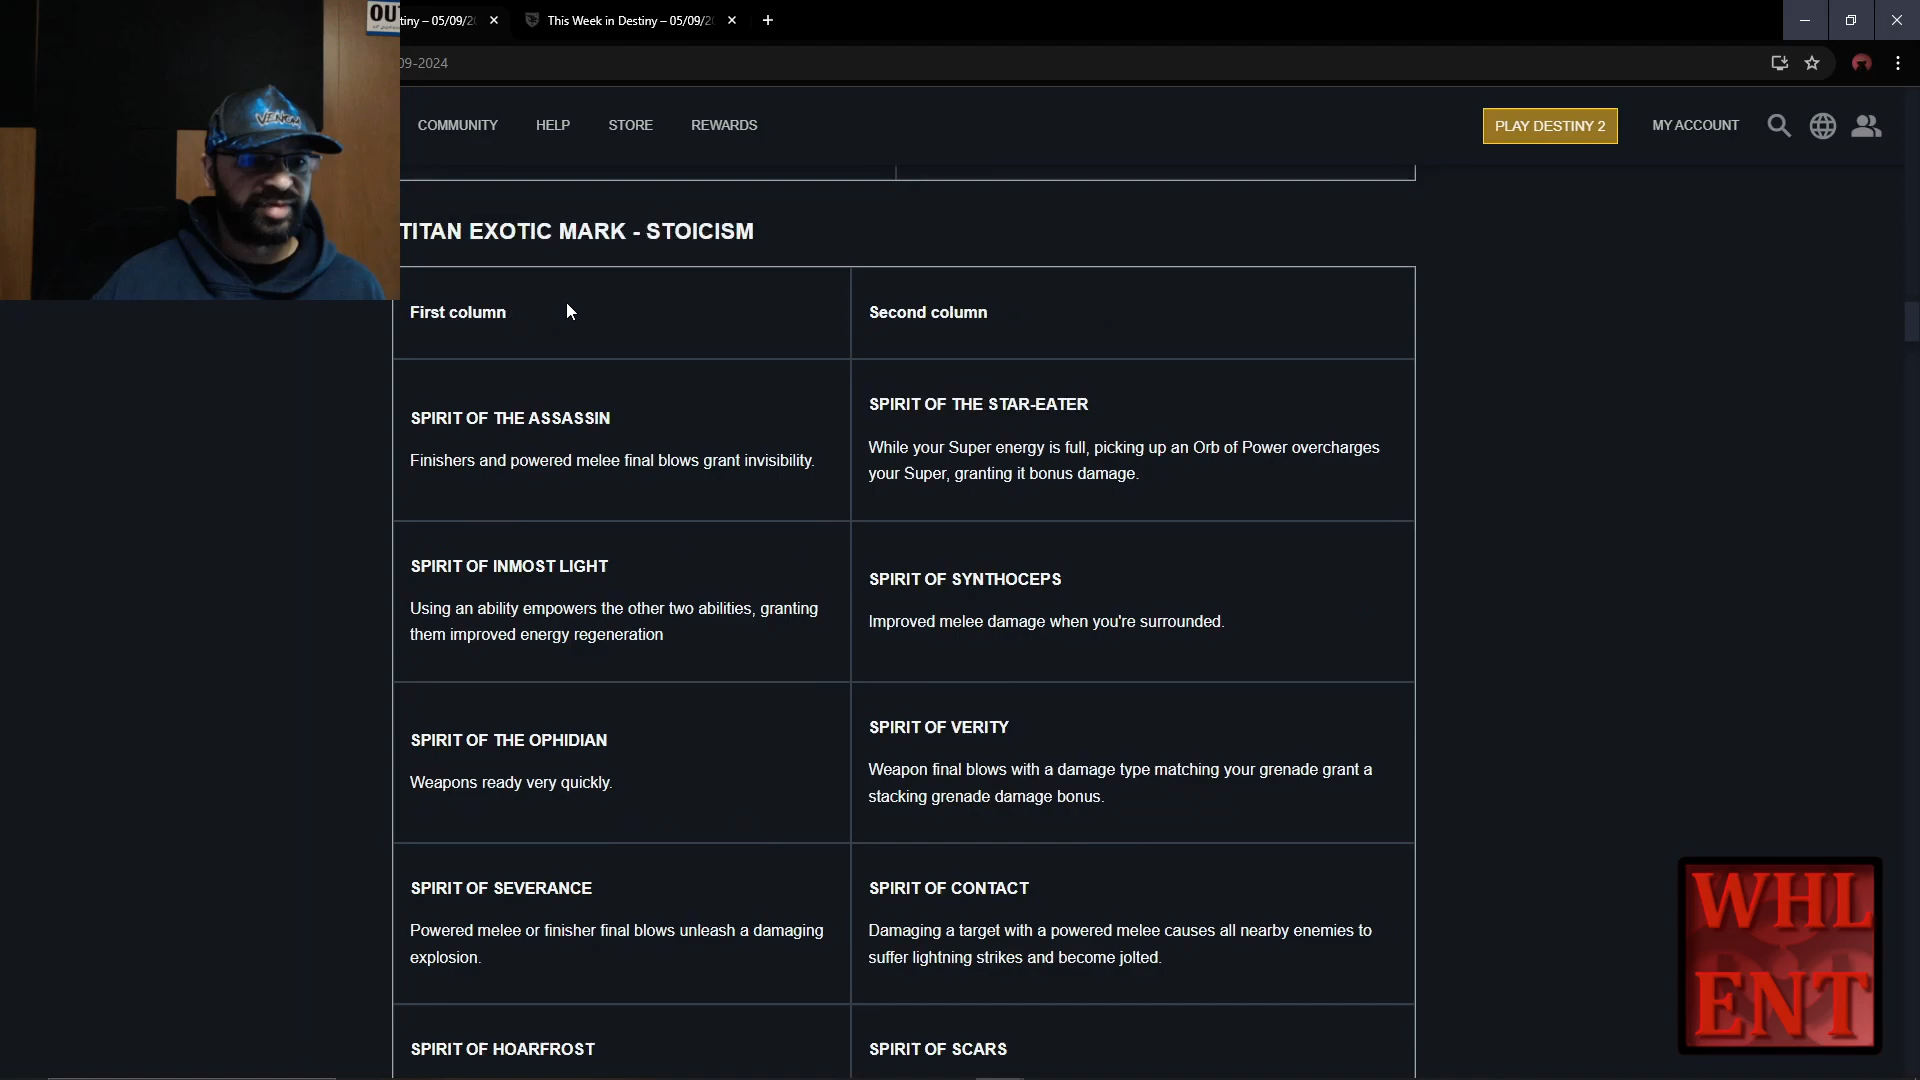 OU
tiny – 05/09/2
This Week in Destiny – 05/09/2
09-2024
VENOM
COMMUNITY
HELP
STORE
REWARDS
PLAY DESTINY 2
MY ACCOUNT
TITAN EXOTIC MARK - STOICISM
First column
Second column
SPIRIT OF THE ASSASSIN
Finishers and powered melee final blows grant invisibility.
SPIRIT OF THE STAR-EATER
While your Super energy is full, picking up an Orb of Power overcharges
your Super, granting it bonus damage.
SPIRIT OF INMOST LIGHT
Using an ability empowers the other two abilities, granting
them improved energy regeneration
SPIRIT OF SYNTHOCEPS
Improved melee damage when you're surrounded.
SPIRIT OF THE OPHIDIAN
Weapons ready very quickly.
SPIRIT OF VERITY
Weapon final blows with a damage type matching your grenade grant a
stacking grenade damage bonus.
SPIRIT OF SEVERANCE
Powered melee or finisher final blows unleash a damaging
explosion.
SPIRIT OF CONTACT
Damaging a target with a powered melee causes all nearby enemies to
suffer lightning strikes and become jolted.
SPIRIT OF HOARFROST
SPIRIT OF SCARS
WHL
ENT